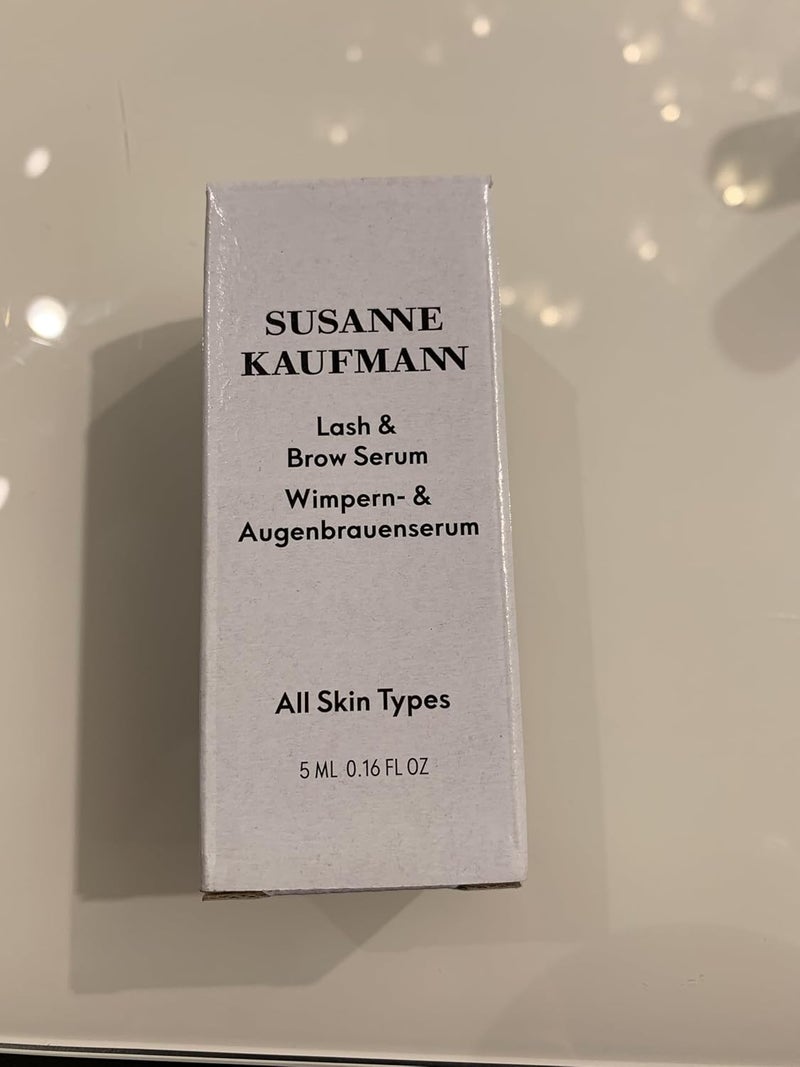 SUSANNE
KAUFMANN
Lash &
Brow Serum
Wimpern- &
Augenbrauenserum
All Skin Types
5 ML 0.16 FL OZ